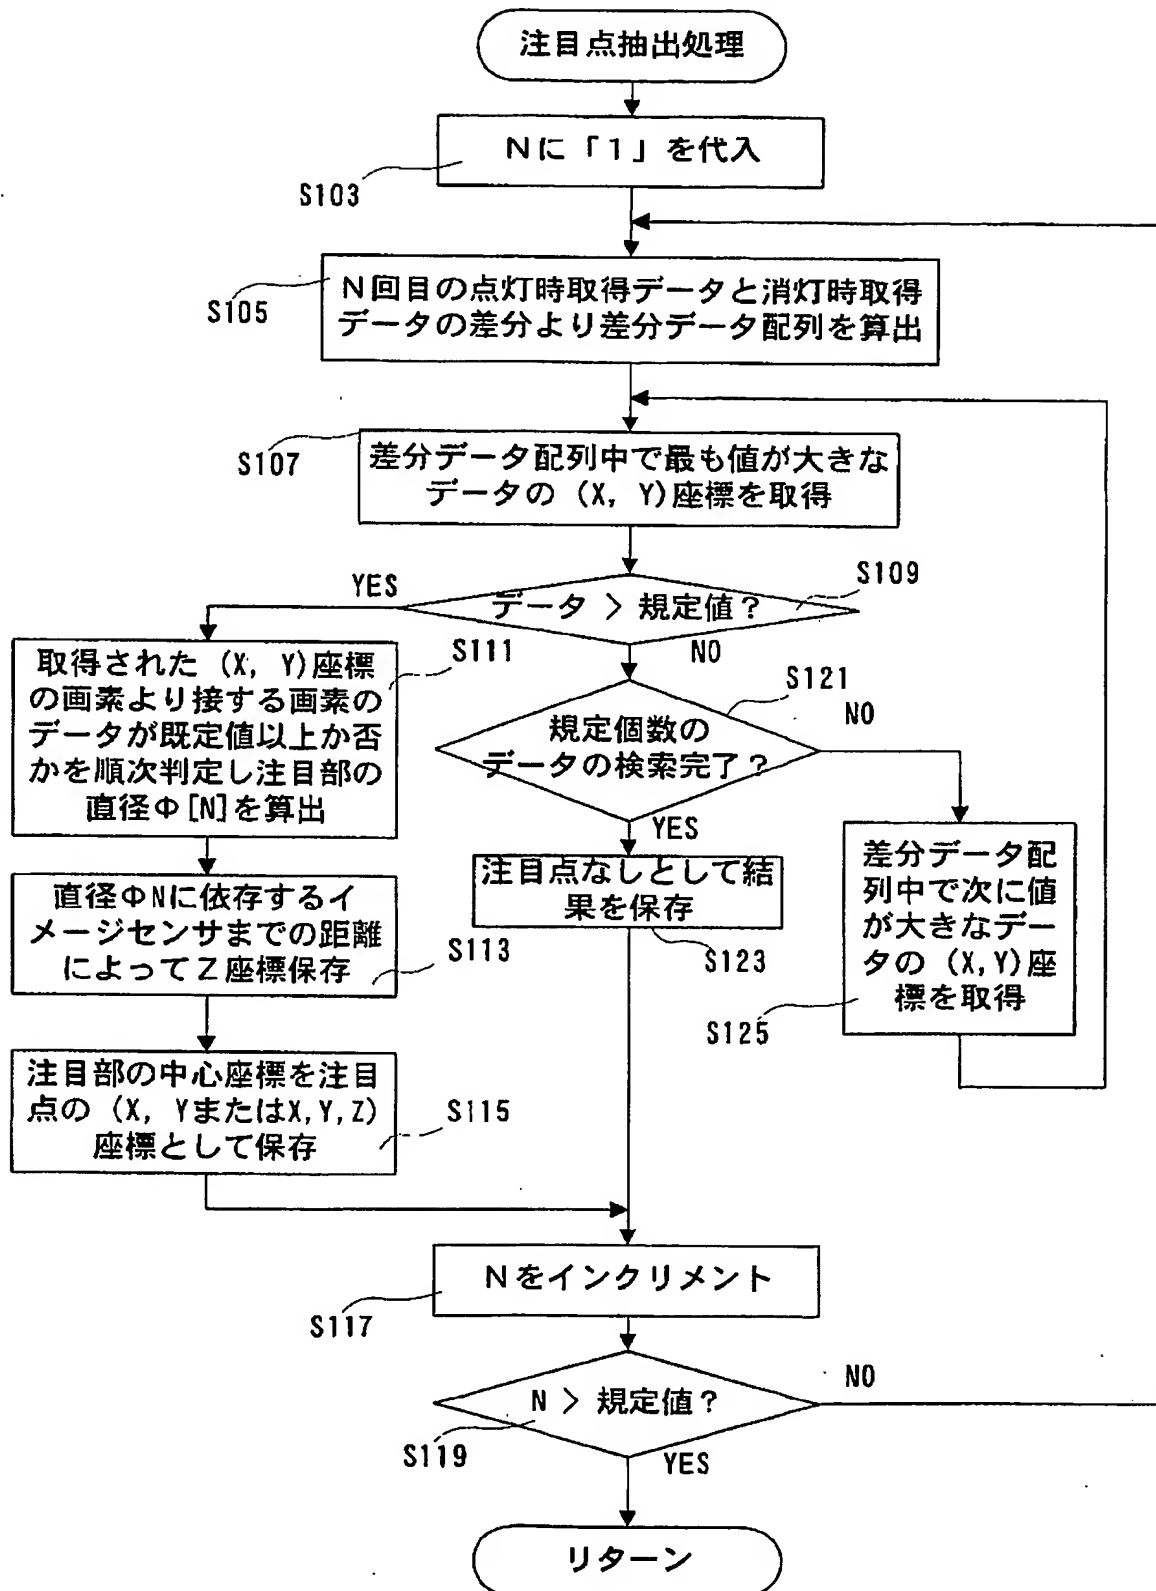 注目点抽出処理
Nに「1」を代入
S103
N回目の点灯時取得データと消灯時取得
データの差分より差分データ配列を算出
S105
差分データ配列中で最も値が大きな
データの (X, Y)座標を取得
S107
データ > 規定値?
S109
YES
NO
取得された (X, Y)座標
の画素より接する画素の
データが既定値以上か否
かを順次判定し注目部の
直径Φ[N]を算出
S111
規定個数の
データの検索完了?
S121
NO
YES
直径ΦNに依存するイ
メージセンサまでの距離
によってZ座標保存
S113
注目点なしとして結
果を保存
S123
差分データ配
列中で次に値
が大きなデー
タの (X,Y)座
標を取得
S125
注目部の中心座標を注目
点の (X, YまたはX,Y,Z)
座標として保存
S115
Nをインクリメント
S117
N > 規定値?
S119
NO
YES
リターン